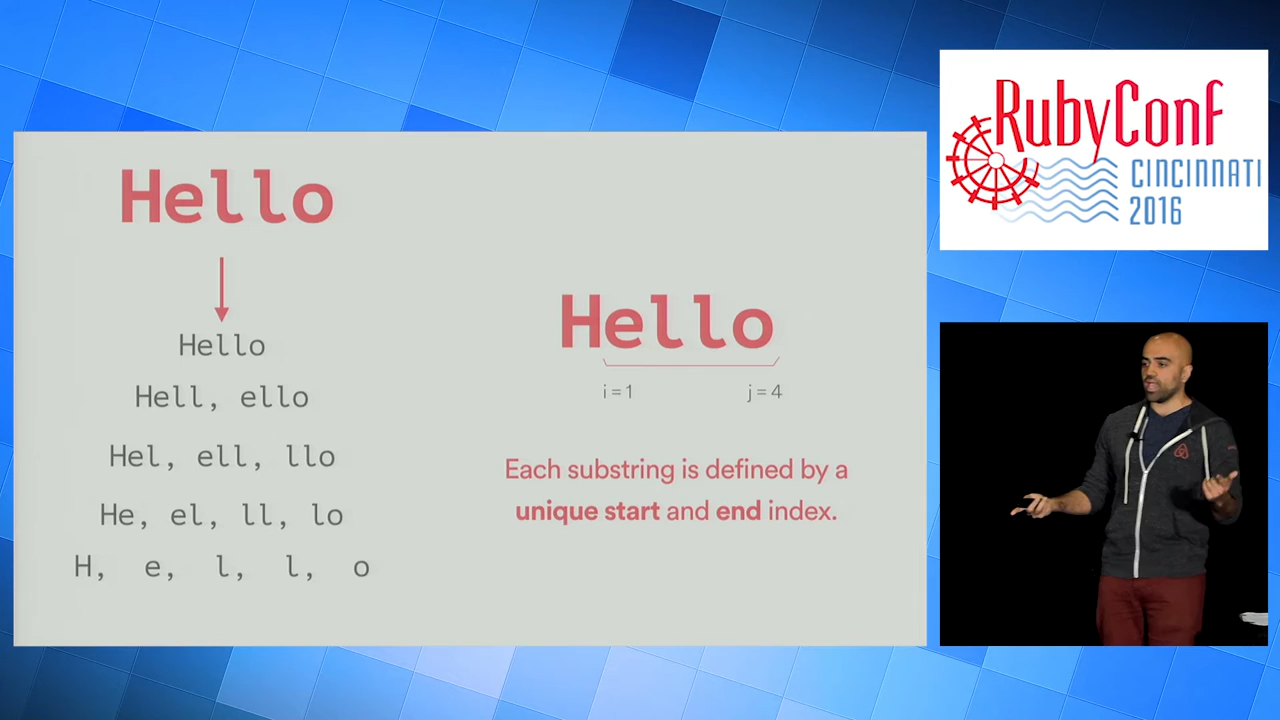 Hello
Hello
Hell, ello
Hel, ell, llo
He, el, ll, lo
H, e, l, l, o
Hello
i=1 j=4
Each substring is defined by a
unique start and end index.
RubyConf
CINCINNATI
2016